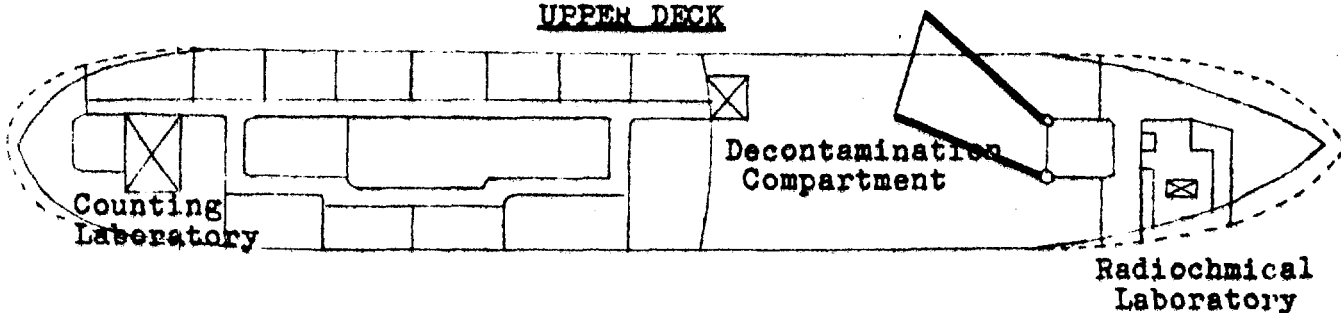 UPPER DECK
Decontamination
Compartment
Counting
Laboratory
Radiochmical
Laboratory